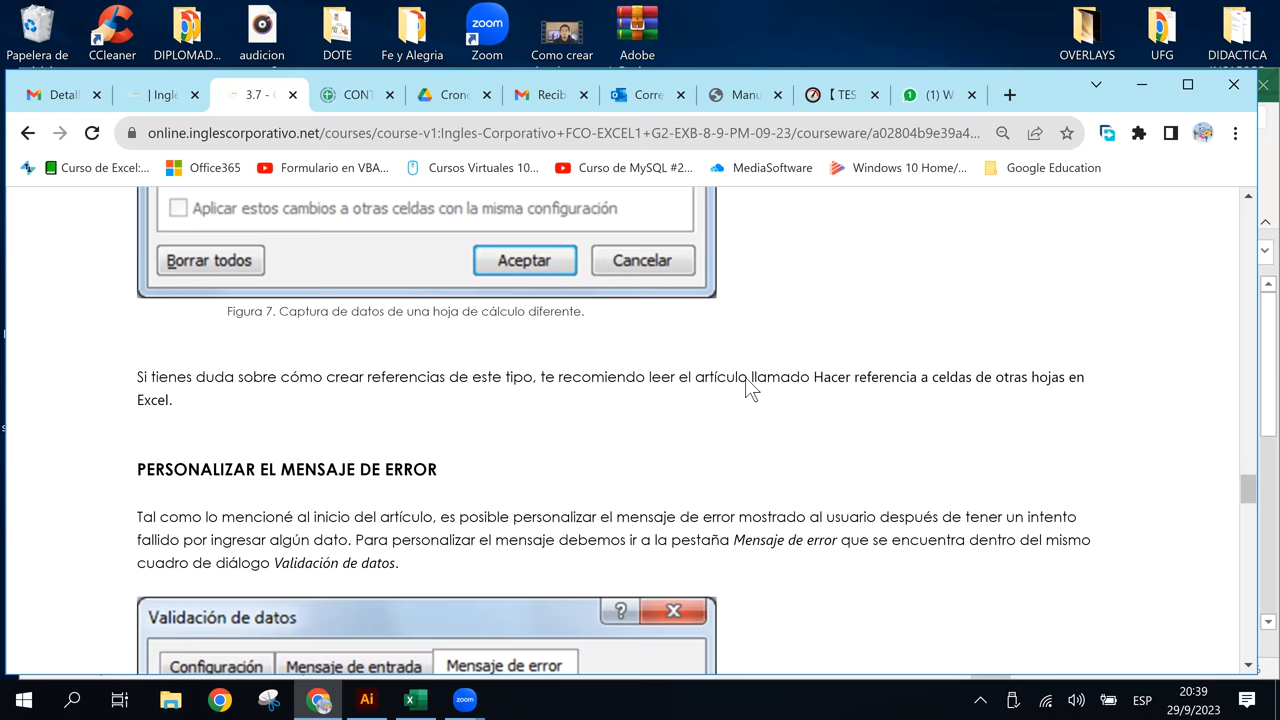 Papelera de
CCleaner
DIPLOMAD...
audicion
DOTE
Fe y Alegria
zoom
Zoom
Como crear
Adobe
OVERLAYS
UFG
DIDACTICA
Detall
| Ingle
3.7 -
CONT
Cron
Recib
Corre
Manu
【 TES
(1) W
online.inglescorporativo.net/courses/course-v1:Ingles-Corporativo+FCO-EXCEL1+G2-EXB-8-9-PM-09-23/courseware/a02804b9e39a4...
Curso de Excel:...
Office365
Formulario en VBA...
Cursos Virtuales 10...
Curso de MySQL #2...
MediaSoftware
Windows 10 Home/...
Google Education
Aplicar estos cambios a otras celdas con la misma configuración
Borrar todos
Aceptar
Cancelar
Figura 7. Captura de datos de una hoja de cálculo diferente.
Si tienes duda sobre cómo crear referencias de este tipo, te recomiendo leer el artículo llamado Hacer referencia a celdas de otras hojas en
Excel.
PERSONALIZAR EL MENSAJE DE ERROR
Tal como lo mencioné al inicio del artículo, es posible personalizar el mensaje de error mostrado al usuario después de tener un intento
fallido por ingresar algún dato. Para personalizar el mensaje debemos ir a la pestaña Mensaje de error que se encuentra dentro del mismo
cuadro de diálogo Validación de datos.
Validación de datos
Configuración
Mensaje de entrada
Mensaje de error
Ai
zoom
ESP
20:39
29/9/2023